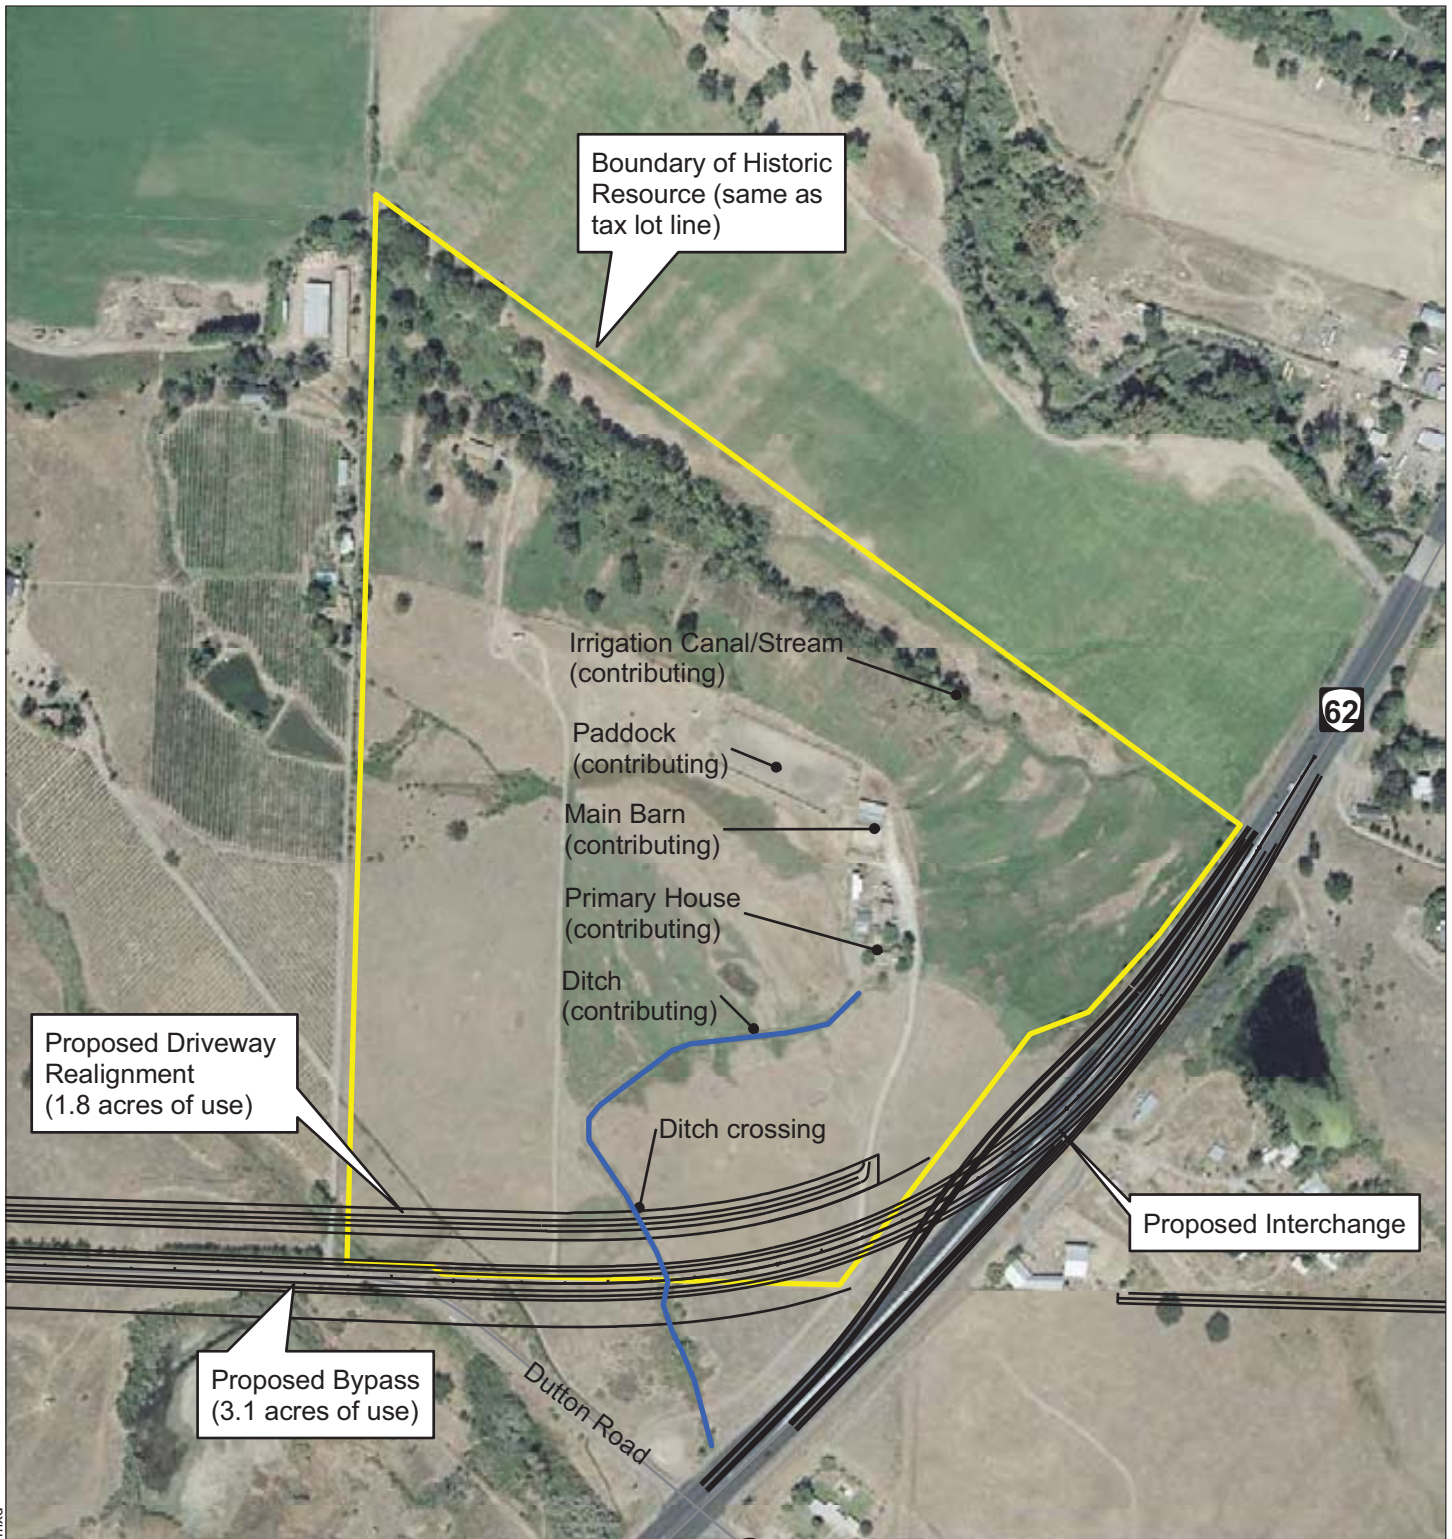 Boundary of Historic
Resource (same as
tax lot line)
Irrigation Canal/Stream
(contributing)
62
Paddock
(contributing)
Main Barn
(contributing)
Primary House
(contributing)
Ditch
(contributing)
Proposed Driveway
Realignment
(1.8 acres of use)
Ditch crossing
Proposed Interchange
Proposed Bypass
(3.1 acres of use)
Dutton Road